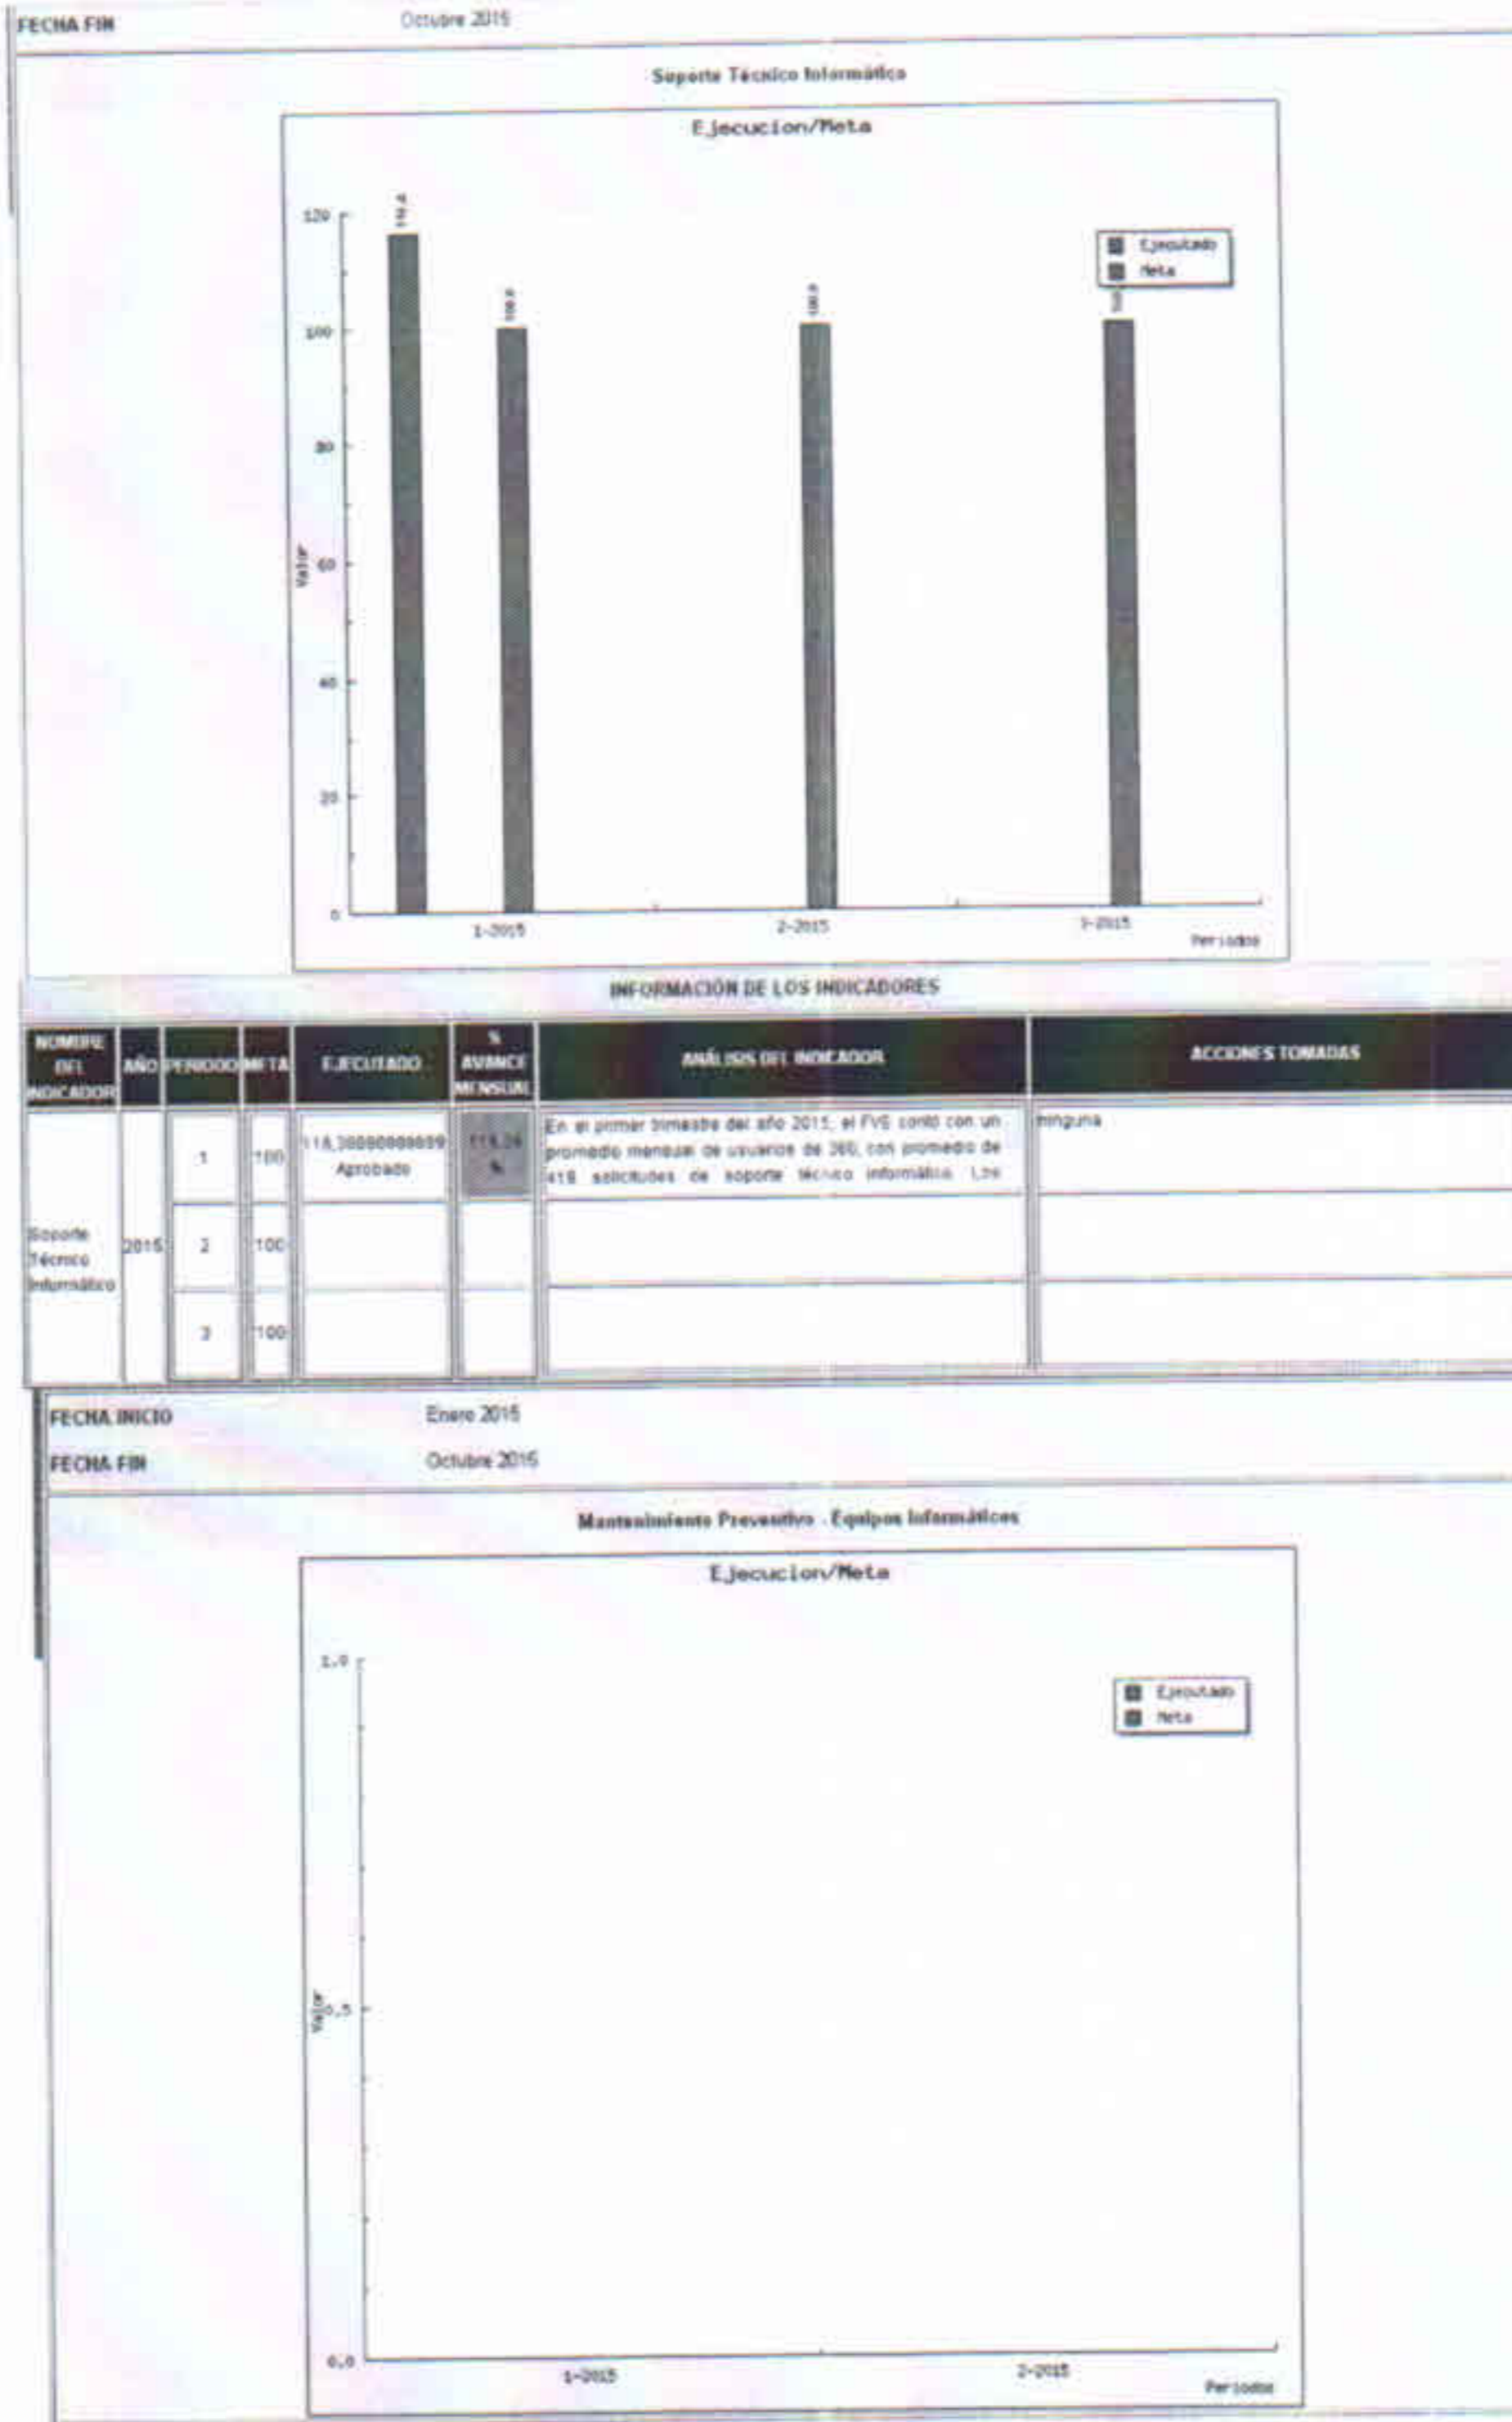 FECHA FIN
Octubre 2015
Soporte Técnico Informático
Ejecucion/Meta
120
100
80
60
40
20
0
Valor
100.0
100.0
Ejecutado
Meta
1-2015
2-2015
3-2015
Periodos
INFORMACIÓN DE LOS INDICADORES
NOMBRE DEL INDICADOR
AÑO
PERIODO
META
EJECUTADO
% AVANCE MENSUAL
ANÁLISIS DEL INDICADOR
ACCIONES TOMADAS
Soporte Técnico Informático
2015
1
100
Aprobado
%
En el primer trimestre del año 2015, el FVS contó con un
promedio mensual de usuarios de 360, con promedio de
418 solicitudes de soporte técnico informático. Los
ninguna
2
100
3
100
FECHA INICIO
Enero 2015
FECHA FIN
Octubre 2015
Mantenimiento Preventivo - Equipos Informáticos
Ejecucion/Meta
1.0
0.5
0.0
Valor
Ejecutado
Meta
1-2015
2-2015
Periodos